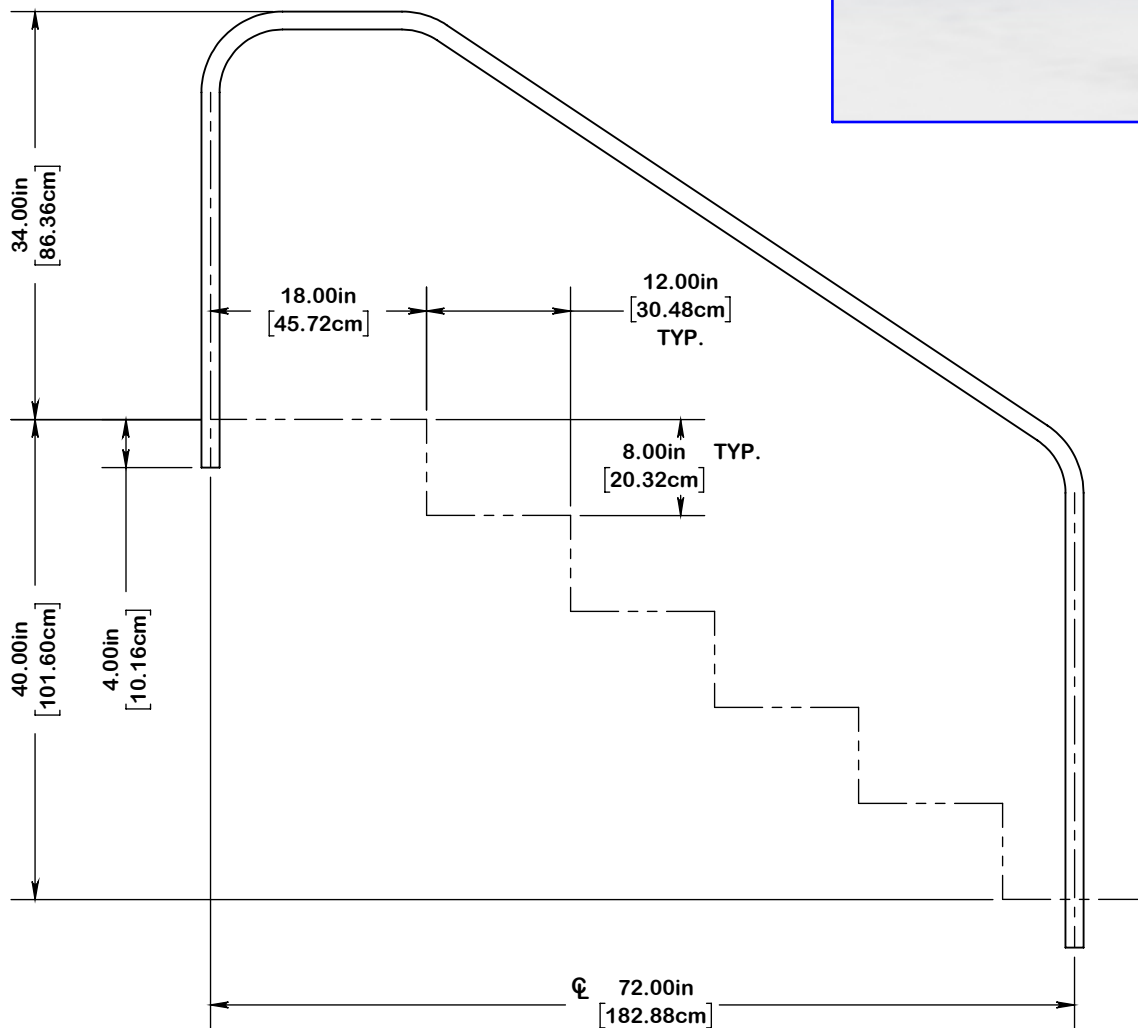 34.00in
[86.36cm]
18.00in
[45.72cm]
12.00in
[30.48cm]
TYP.
8.00in TYP.
[20.32cm]
40.00in
[101.60cm]
4.00in
[10.16cm]
℄ 72.00in
[182.88cm]